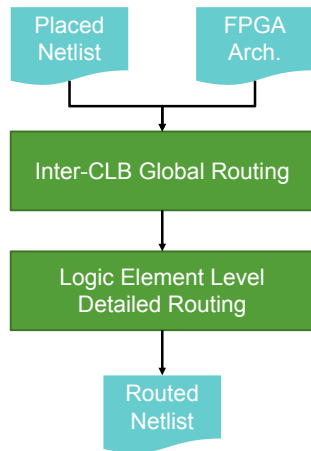 Placed
Netlist
FPGA
Arch.
Inter-CLB Global Routing
Logic Element Level
Detailed Routing
Routed
Netlist